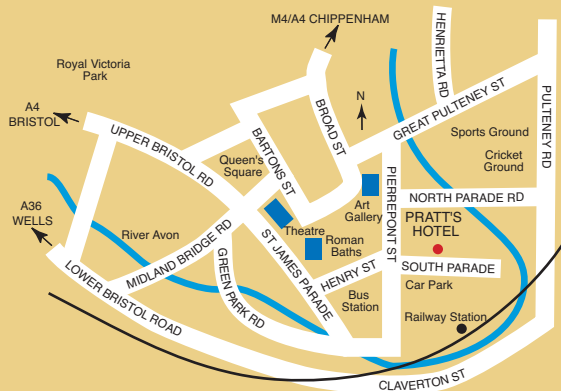 M4/A4 CHIPPENHAM
HENRIETTA RD
Royal Victoria
Park
A4
BRISTOL
N
BROAD ST
GREAT PULTENEY ST
PULTENEY RD
UPPER BRISTOL RD
BARTONS ST
Sports Ground
Queen's
Square
Cricket
Ground
PIERREPONT ST
Art
Gallery
NORTH PARADE RD
A36
WELLS
River Avon
MIDLAND BRIDGE RD
Theatre
Roman
Baths
PRATT'S
HOTEL
ST JAMES PARADE
GREEN PARK RD
HENRY ST
SOUTH PARADE
LOWER BRISTOL ROAD
Bus
Station
Car Park
Railway Station
CLAVERTON ST